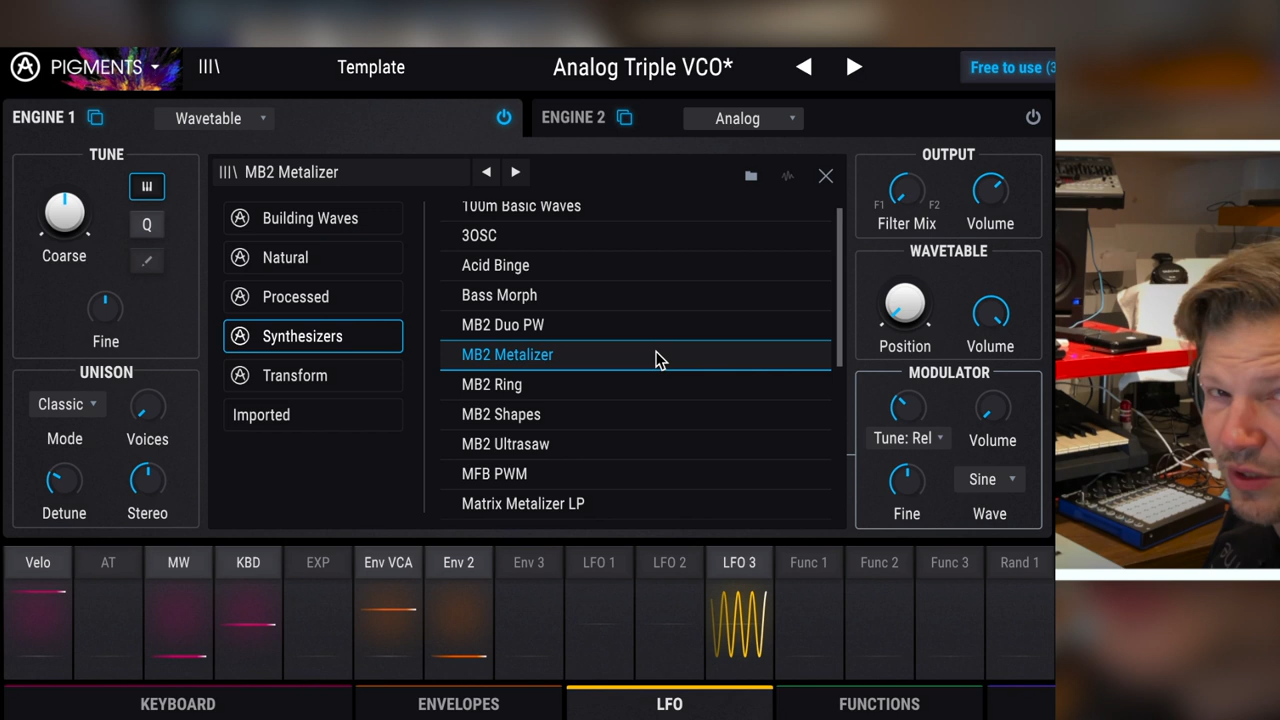 PIGMENTS
Template
Analog Triple VCO*
Free to use (3
ENGINE 1
Wavetable
ENGINE 2
Analog
TUNE
Coarse
Q
Fine
UNISON
Classic
Mode
Voices
Detune
Stereo
MB2 Metalizer
Building Waves
Natural
Processed
Synthesizers
Transform
Imported
100m Basic Waves
3OSC
Acid Binge
Bass Morph
MB2 Duo PW
MB2 Metalizer
MB2 Ring
MB2 Shapes
MB2 Ultrasaw
MFB PWM
Matrix Metalizer LP
OUTPUT
F1
F2
Filter Mix
Volume
WAVETABLE
Position
Volume
MODULATOR
Tune: Rel
Volume
Fine
Sine
Wave
Velo
AT
MW
KBD
EXP
Env VCA
Env 2
Env 3
LFO 1
LFO 2
LFO 3
Func 1
Func 2
Func 3
Rand 1
KEYBOARD
ENVELOPES
LFO
FUNCTIONS